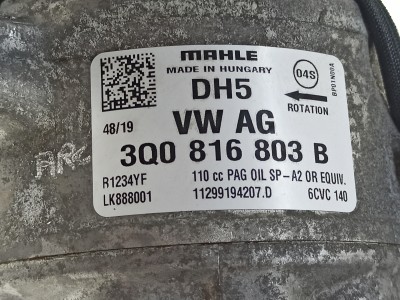 MAHLE
MADE IN HUNGARY
04S
BP01N00A
DH5
ROTATION
48/19
VW AG
3Q0 816 803 B
R1234YF
110 cc PAG OIL SP-A2 OR EQUIV.
LK888001
11299194207.D
6CVC 140